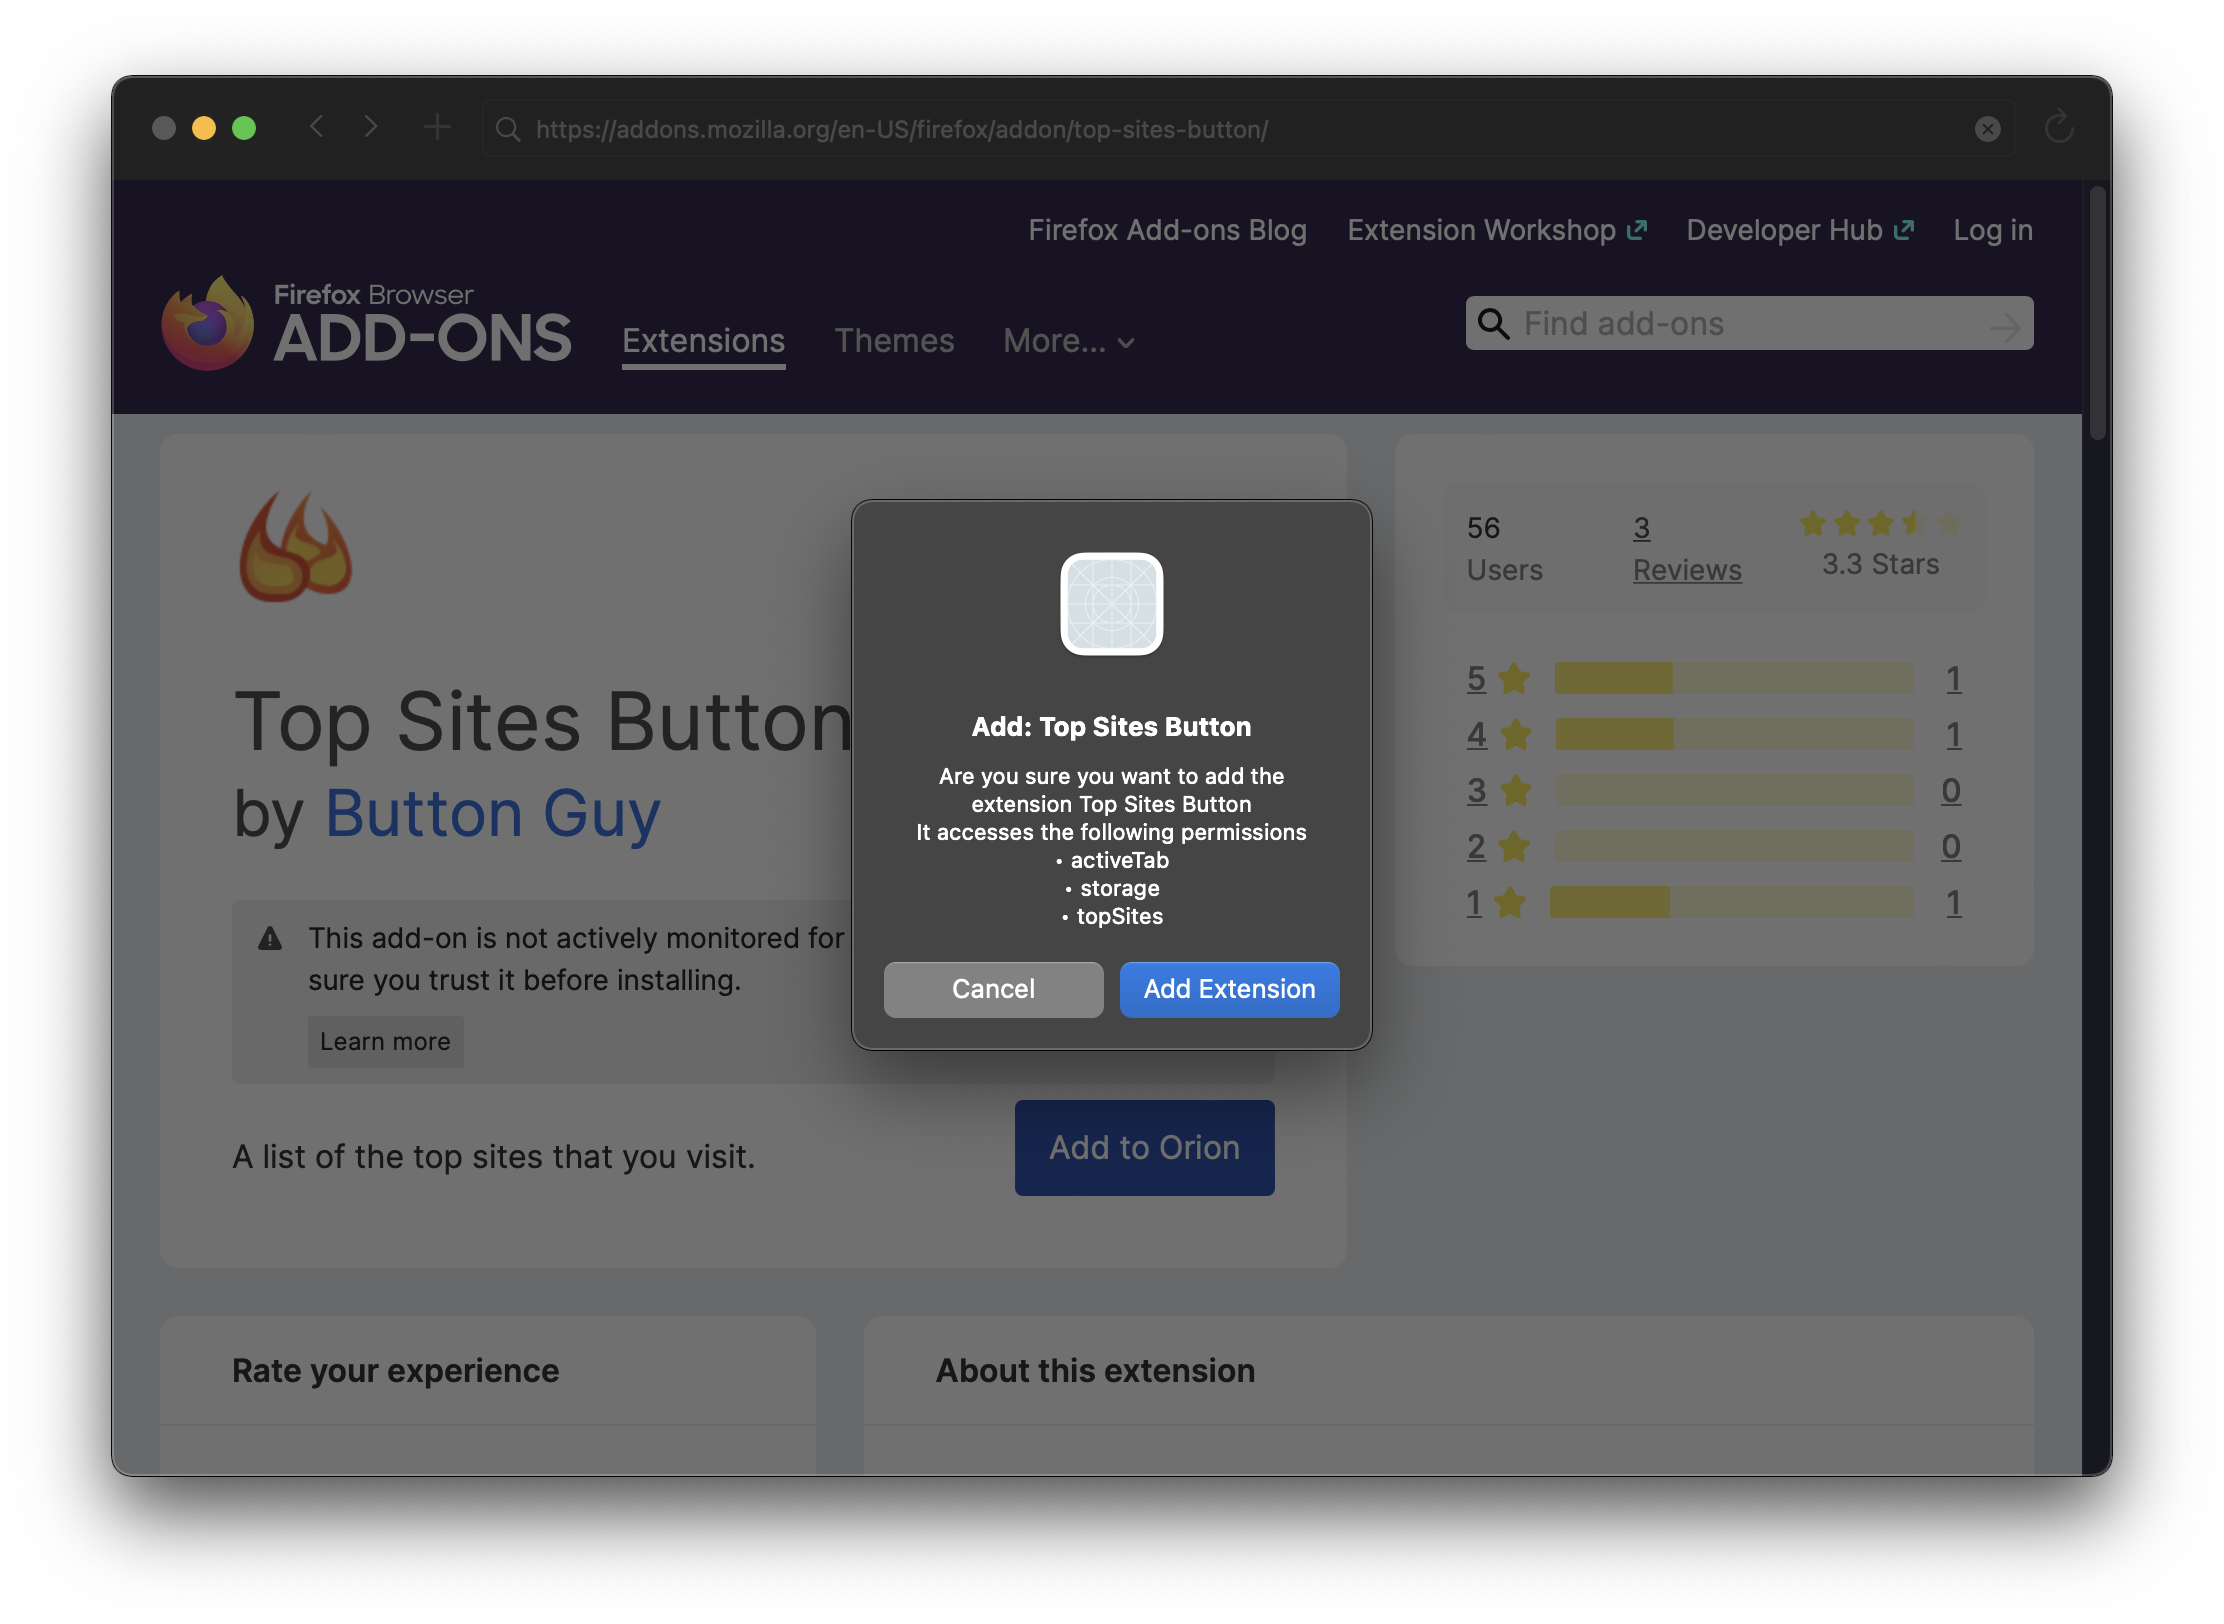 https://addons.mozilla.org/en-US/firefox/addon/top-sites-button/
Firefox Add-ons Blog Extension Workshop Developer Hub Log in
Firefox Browser
ADD-ONS
Extensions Themes More... Find add-ons
Top Sites Button
by Button Guy
This add-on is not actively monitored for
sure you trust it before installing.
Learn more
A list of the top sites that you visit.
Add to Orion
Add: Top Sites Button
Are you sure you want to add the
extension Top Sites Button
It accesses the following permissions
• activeTab
• storage
• topSites
Cancel Add Extension
56 3
Users Reviews 3.3 Stars
5 1
4 1
3 0
2 0
1 1
Rate your experience
About this extension